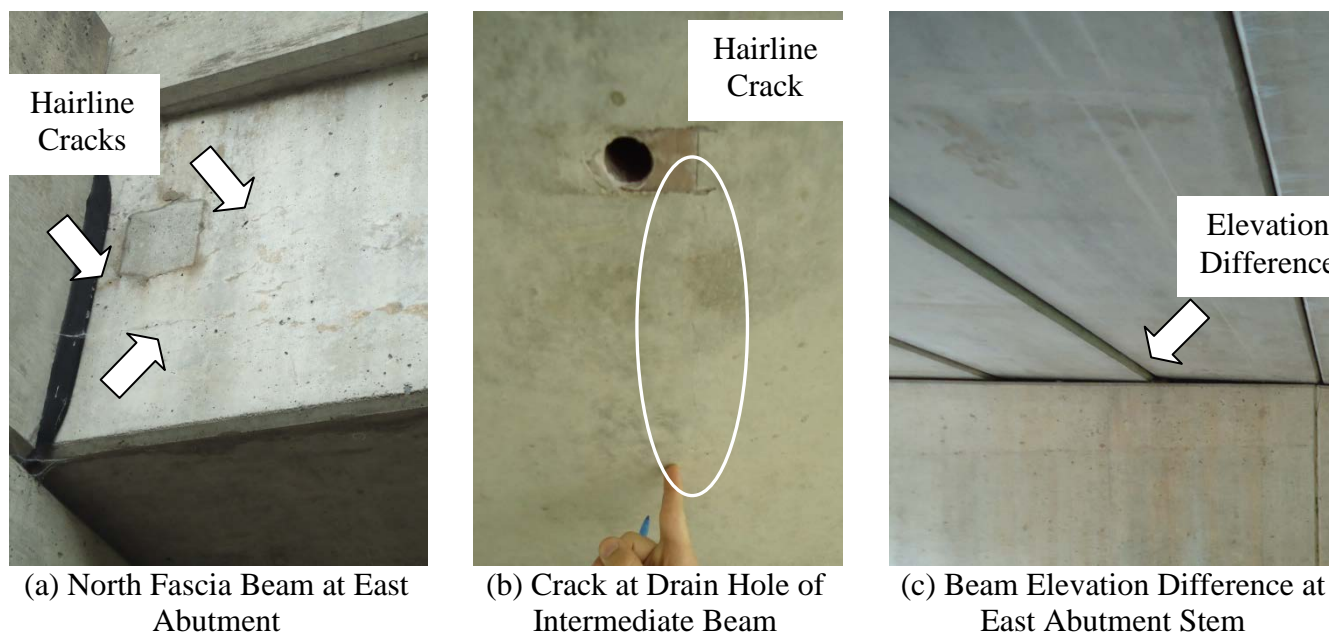 Hairline
Cracks
Hairline
Crack
Elevation
Difference
(a) North Fascia Beam at East
Abutment
(b) Crack at Drain Hole of
Intermediate Beam
(c) Beam Elevation Difference at
East Abutment Stem